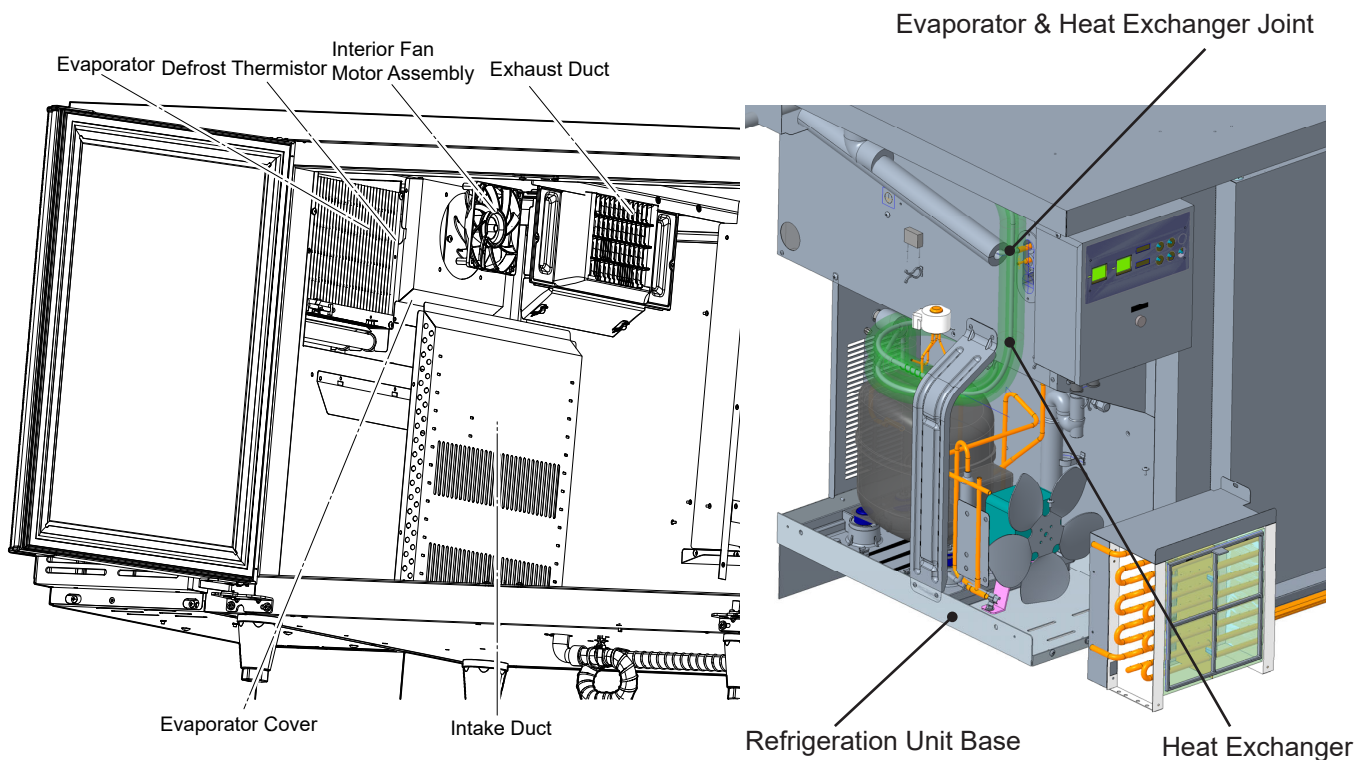 Evaporator & Heat Exchanger Joint
Interior Fan
Motor Assembly
Evaporator
Defrost Thermistor
Exhaust Duct
Evaporator Cover
Intake Duct
Refrigeration Unit Base
Heat Exchanger